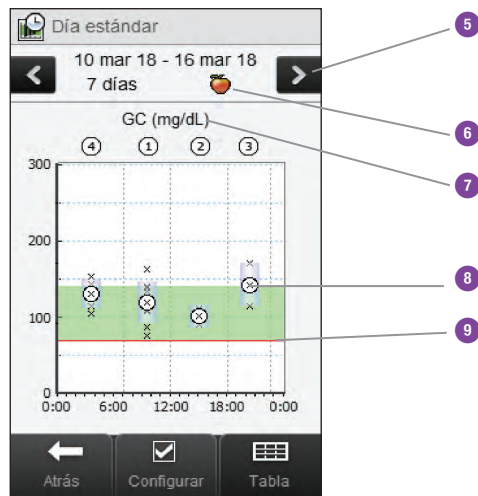 Día estándar
10 mar 18 - 16 mar 18
7 días
GC (mg/dL)
4 1 2 3
300
200
100
0
0:00 6:00 12:00 18:00 0:00
Atrás Configurar Tabla
5
6
7
8
9